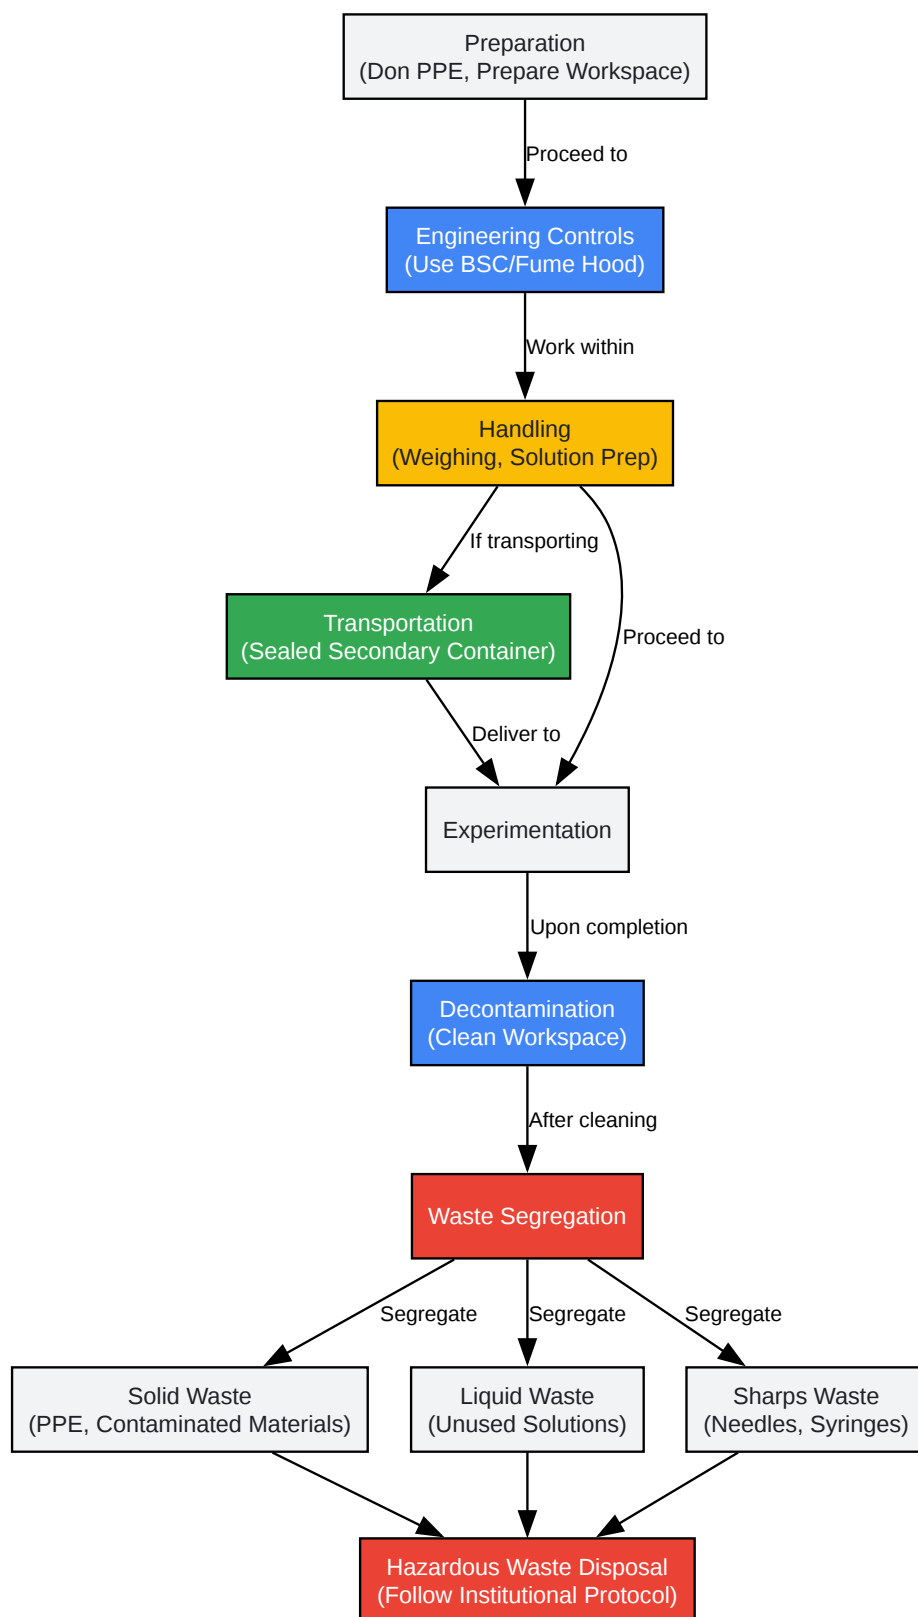 Preparation
(Don PPE, Prepare Workspace)
Proceed to
Engineering Controls
(Use BSC/Fume Hood)
Work within
Handling
(Weighing, Solution Prep)
If transporting
Transportation
(Sealed Secondary Container)
Proceed to
Deliver to
Experimentation
Upon completion
Decontamination
(Clean Workspace)
After cleaning
Waste Segregation
Segregate
Segregate
Segregate
Solid Waste
(PPE, Contaminated Materials)
Liquid Waste
(Unused Solutions)
Sharps Waste
(Needles, Syringes)
Hazardous Waste Disposal
(Follow Institutional Protocol)